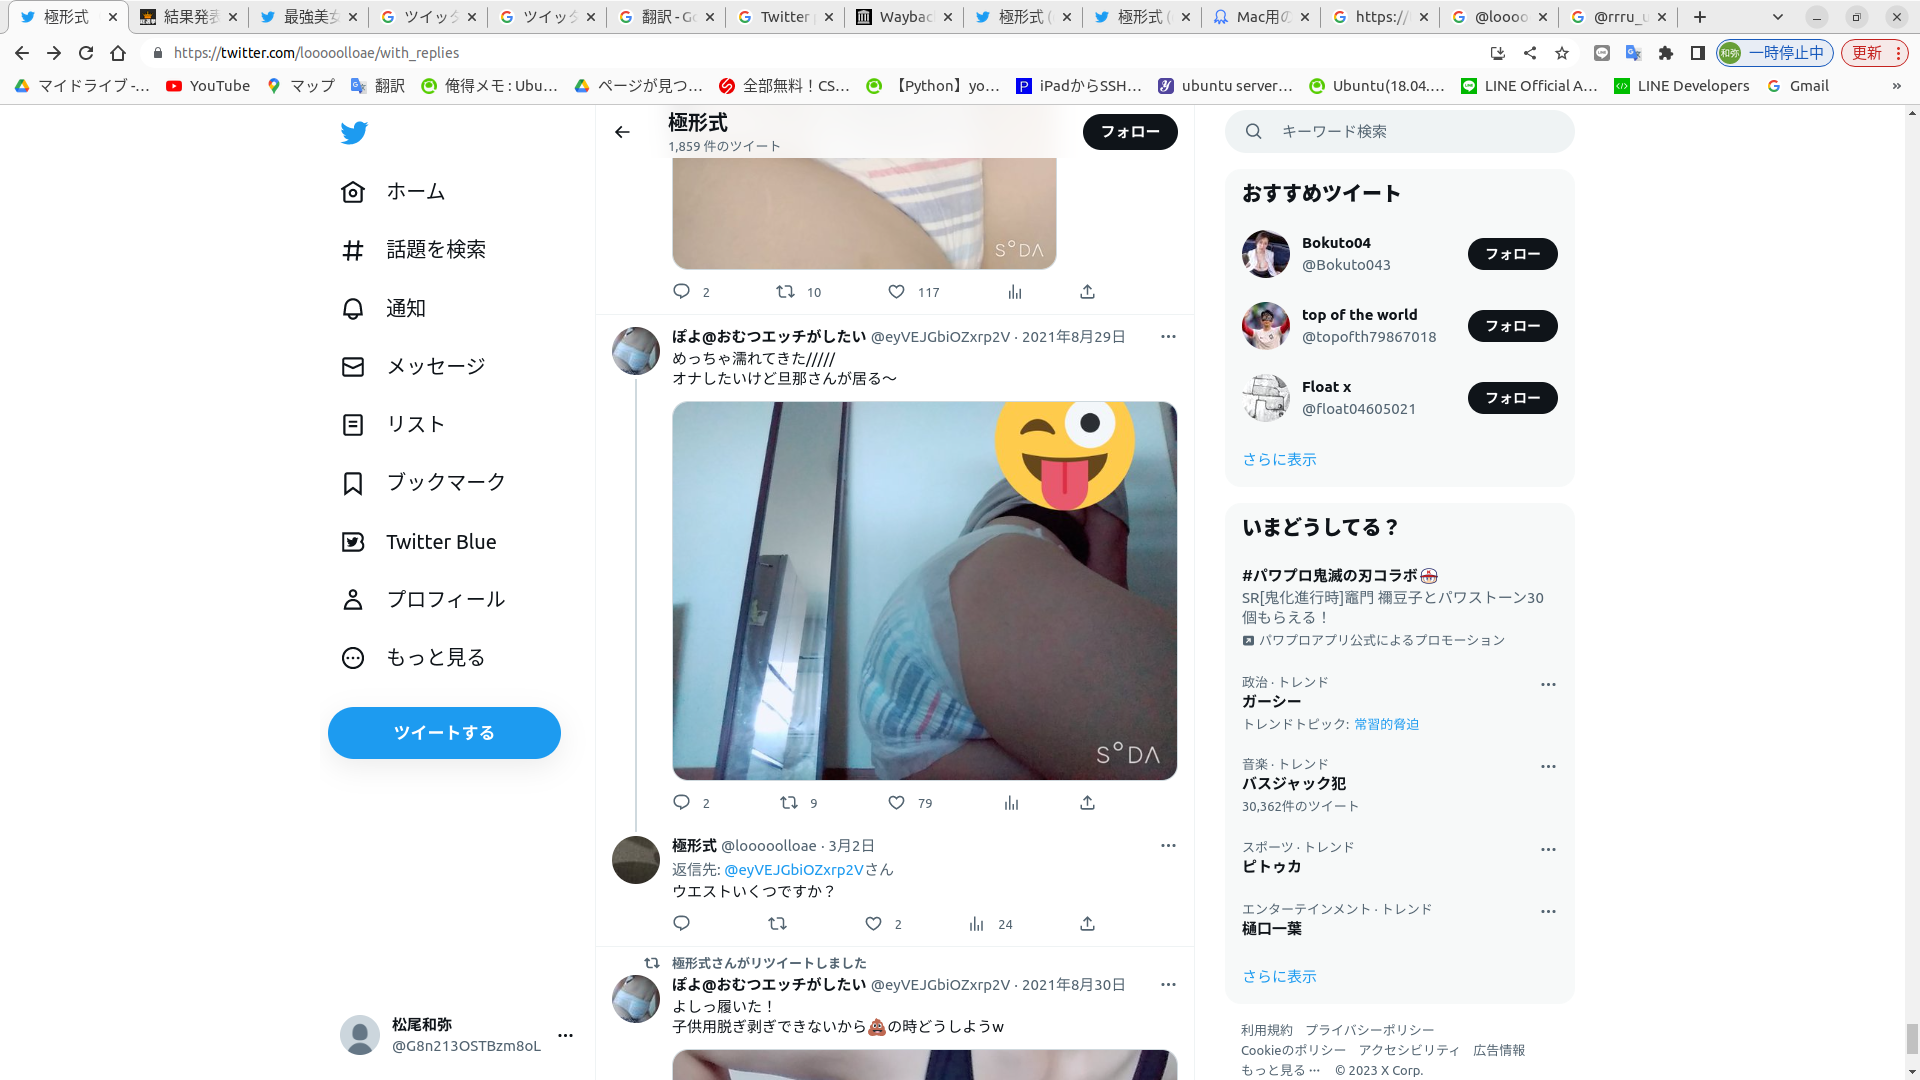 極形式
結果発表
最強美女
ツイッタ
ツイッタ
翻訳 - Go
Twitter
Wayback
極形式 (
極形式 (
Mac用の
https://
@loooo
@rrru_u
https://twitter.com/looooolloae/with_replies
和弥 一時停止中
更新
マイドライブ -...
YouTube
マップ
翻訳
俺得メモ : Ubu...
ページが見つ...
全部無料！CS...
【Python】yo...
iPadからSSH...
ubuntu server...
Ubuntu(18.04....
LINE Official A...
LINE Developers
Gmail
»
ホーム
話題を検索
通知
メッセージ
リスト
ブックマーク
Twitter Blue
プロフィール
もっと見る
ツイートする
松尾和弥
@G8n213OSTBzm8oL
極形式
1,859 件のツイート
フォロー
S°DA
2 10 117
ぽよ@おむつエッチがしたい @eyVEJGbiOZxrp2V · 2021年8月29日
めっちゃ濡れてきた/////
オナしたいけど旦那さんが居る〜
S°DA
2 9 79
極形式 @looooolloae · 3月2日
返信先: @eyVEJGbiOZxrp2Vさん
ウエストいくつですか？
2 24
極形式さんがリツイートしました
ぽよ@おむつエッチがしたい @eyVEJGbiOZxrp2V · 2021年8月30日
よしっ履いた！
子供用脱ぎ剥ぎできないから💩の時どうしようw
キーワード検索
おすすめツイート
Bokuto04
@Bokuto043
フォロー
top of the world
@topofth79867018
フォロー
Float x
@float04605021
フォロー
さらに表示
いまどうしてる？
#パワプロ鬼滅の刃コラボ
SR[鬼化進行時]竈門 禰豆子とパワストーン30
個もらえる！
パワプロアプリ公式によるプロモーション
政治 · トレンド
ガーシー
トレンドトピック: 常習的脅迫
音楽 · トレンド
バスジャック犯
30,362件のツイート
スポーツ · トレンド
ピトゥカ
エンターテインメント · トレンド
樋口一葉
さらに表示
利用規約 プライバシーポリシー
Cookieのポリシー アクセシビリティ 広告情報
もっと見る ··· © 2023 X Corp.